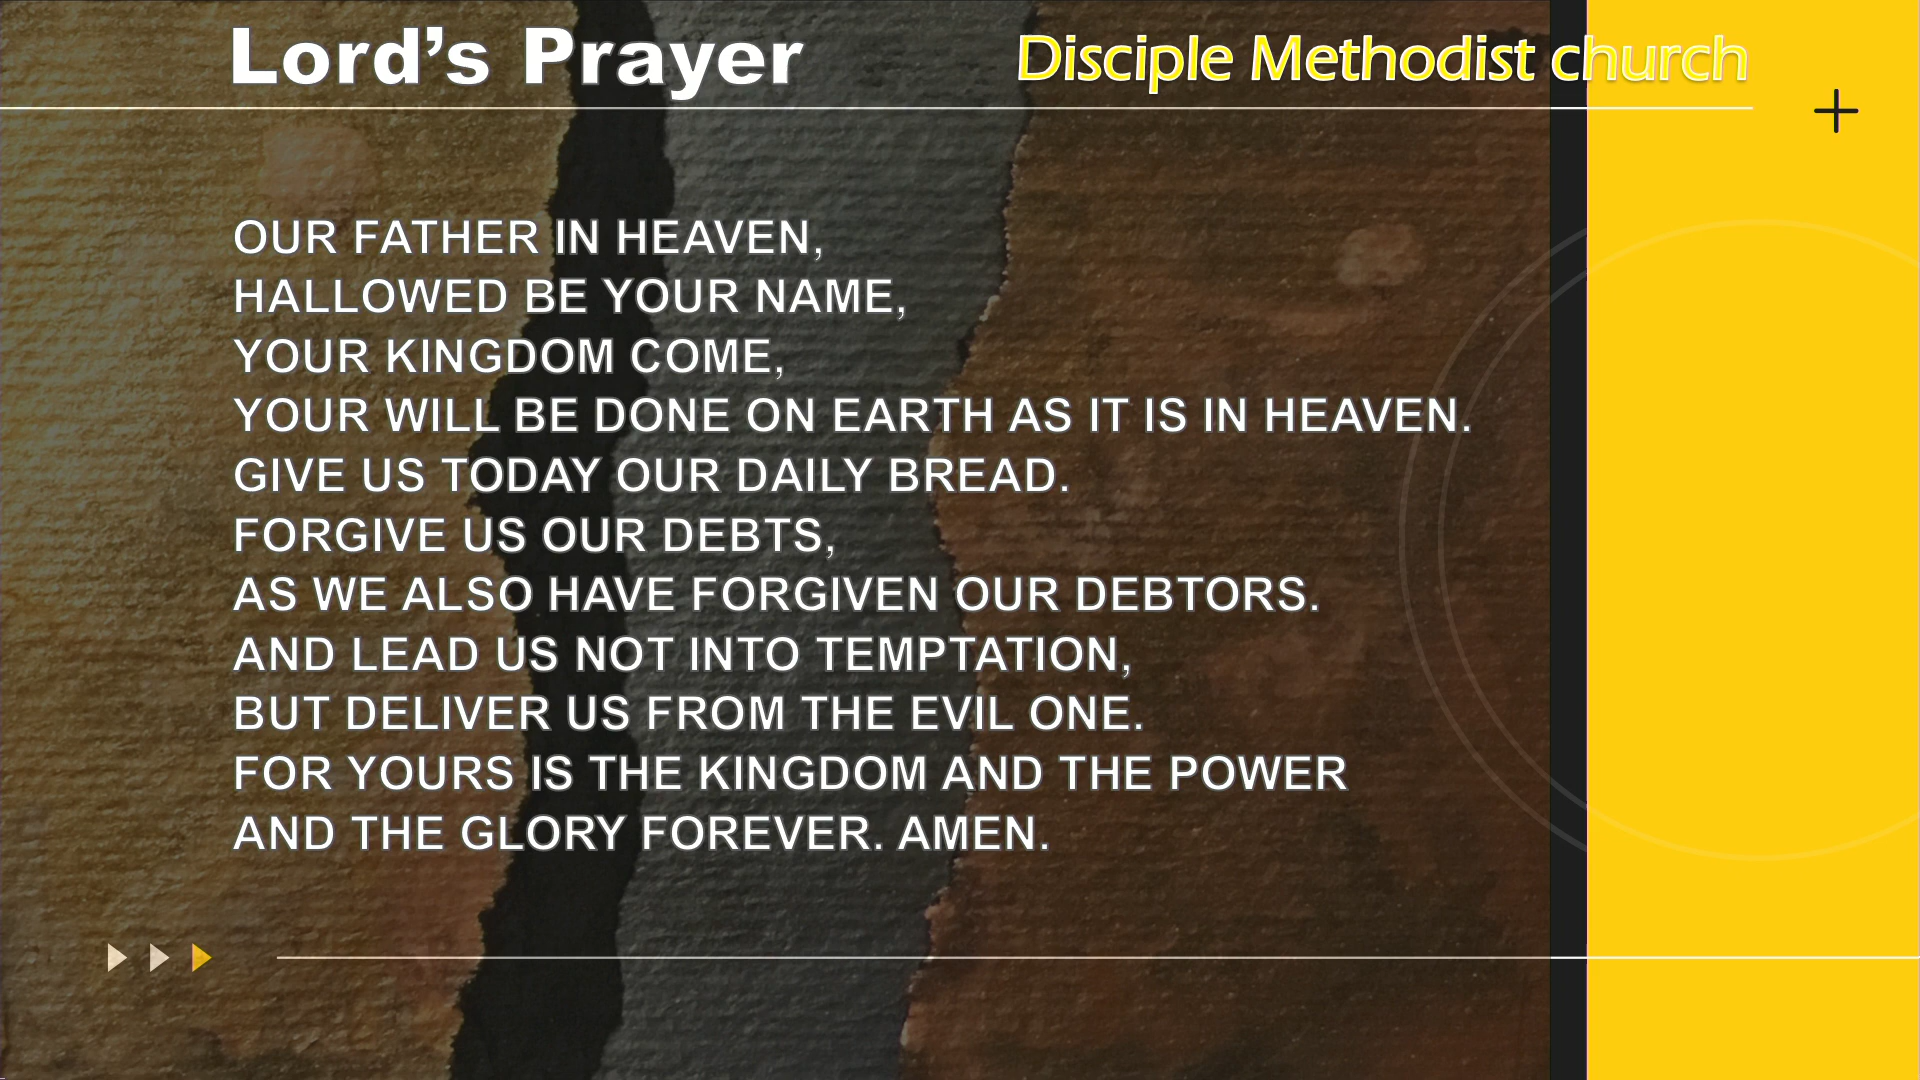 Lord’s Prayer
Disciple Methodist church
OUR FATHER IN HEAVEN,
HALLOWED BE YOUR NAME,
YOUR KINGDOM COME,
YOUR WILL BE DONE ON EARTH AS IT IS IN HEAVEN.
GIVE US TODAY OUR DAILY BREAD.
FORGIVE US OUR DEBTS,
AS WE ALSO HAVE FORGIVEN OUR DEBTORS.
AND LEAD US NOT INTO TEMPTATION,
BUT DELIVER US FROM THE EVIL ONE.
FOR YOURS IS THE KINGDOM AND THE POWER
AND THE GLORY FOREVER. AMEN.